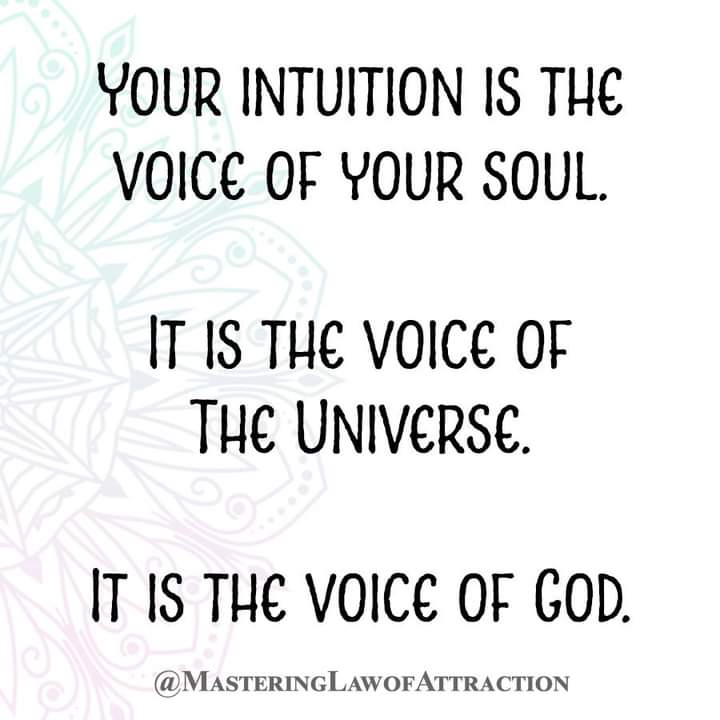 Your intuition is the
voice of your soul.
It is the voice of
The Universe.
It is the voice of God.
@MasteringLawofAttraction